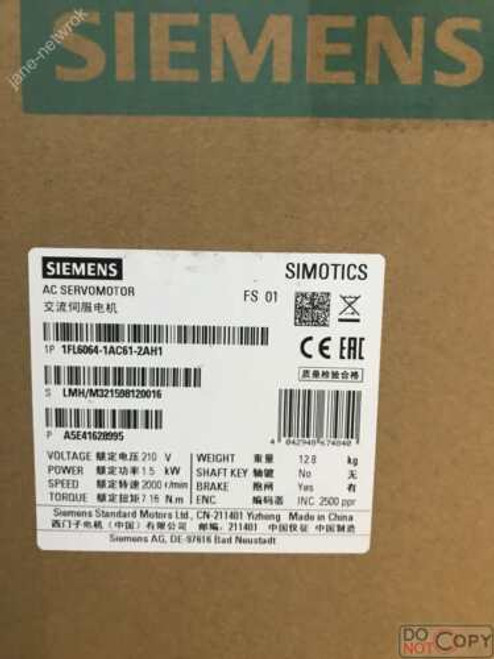 jane-netwrok
SIEMENS
SIEMENS SIMOTICS
AC SERVOMOTOR FS 01
交流伺服电机
1P 1FL6064-1AC61-2AH1
CE EAC
质量检验合格
S LMH/M321598120016
P A5E41628995
4 042948 674840
VOLTAGE 额定电压 210 V WEIGHT 重量 12.8 kg
POWER 额定功率 1.5 kW SHAFT KEY 轴键 No 无
SPEED 额定转速 2000 r/min BRAKE 抱闸 Yes 有
TORQUE 额定扭矩 7.16 N.m ENC 编码器 INC 2500 ppr
Siemens Standard Motors Ltd., CN-211401 Yizheng Made in China
西门子电机（中国）有限公司 邮编: 211401 中国仪征 中国制造
Siemens AG, DE-97616 Bad Neustadt
DO NOT COPY